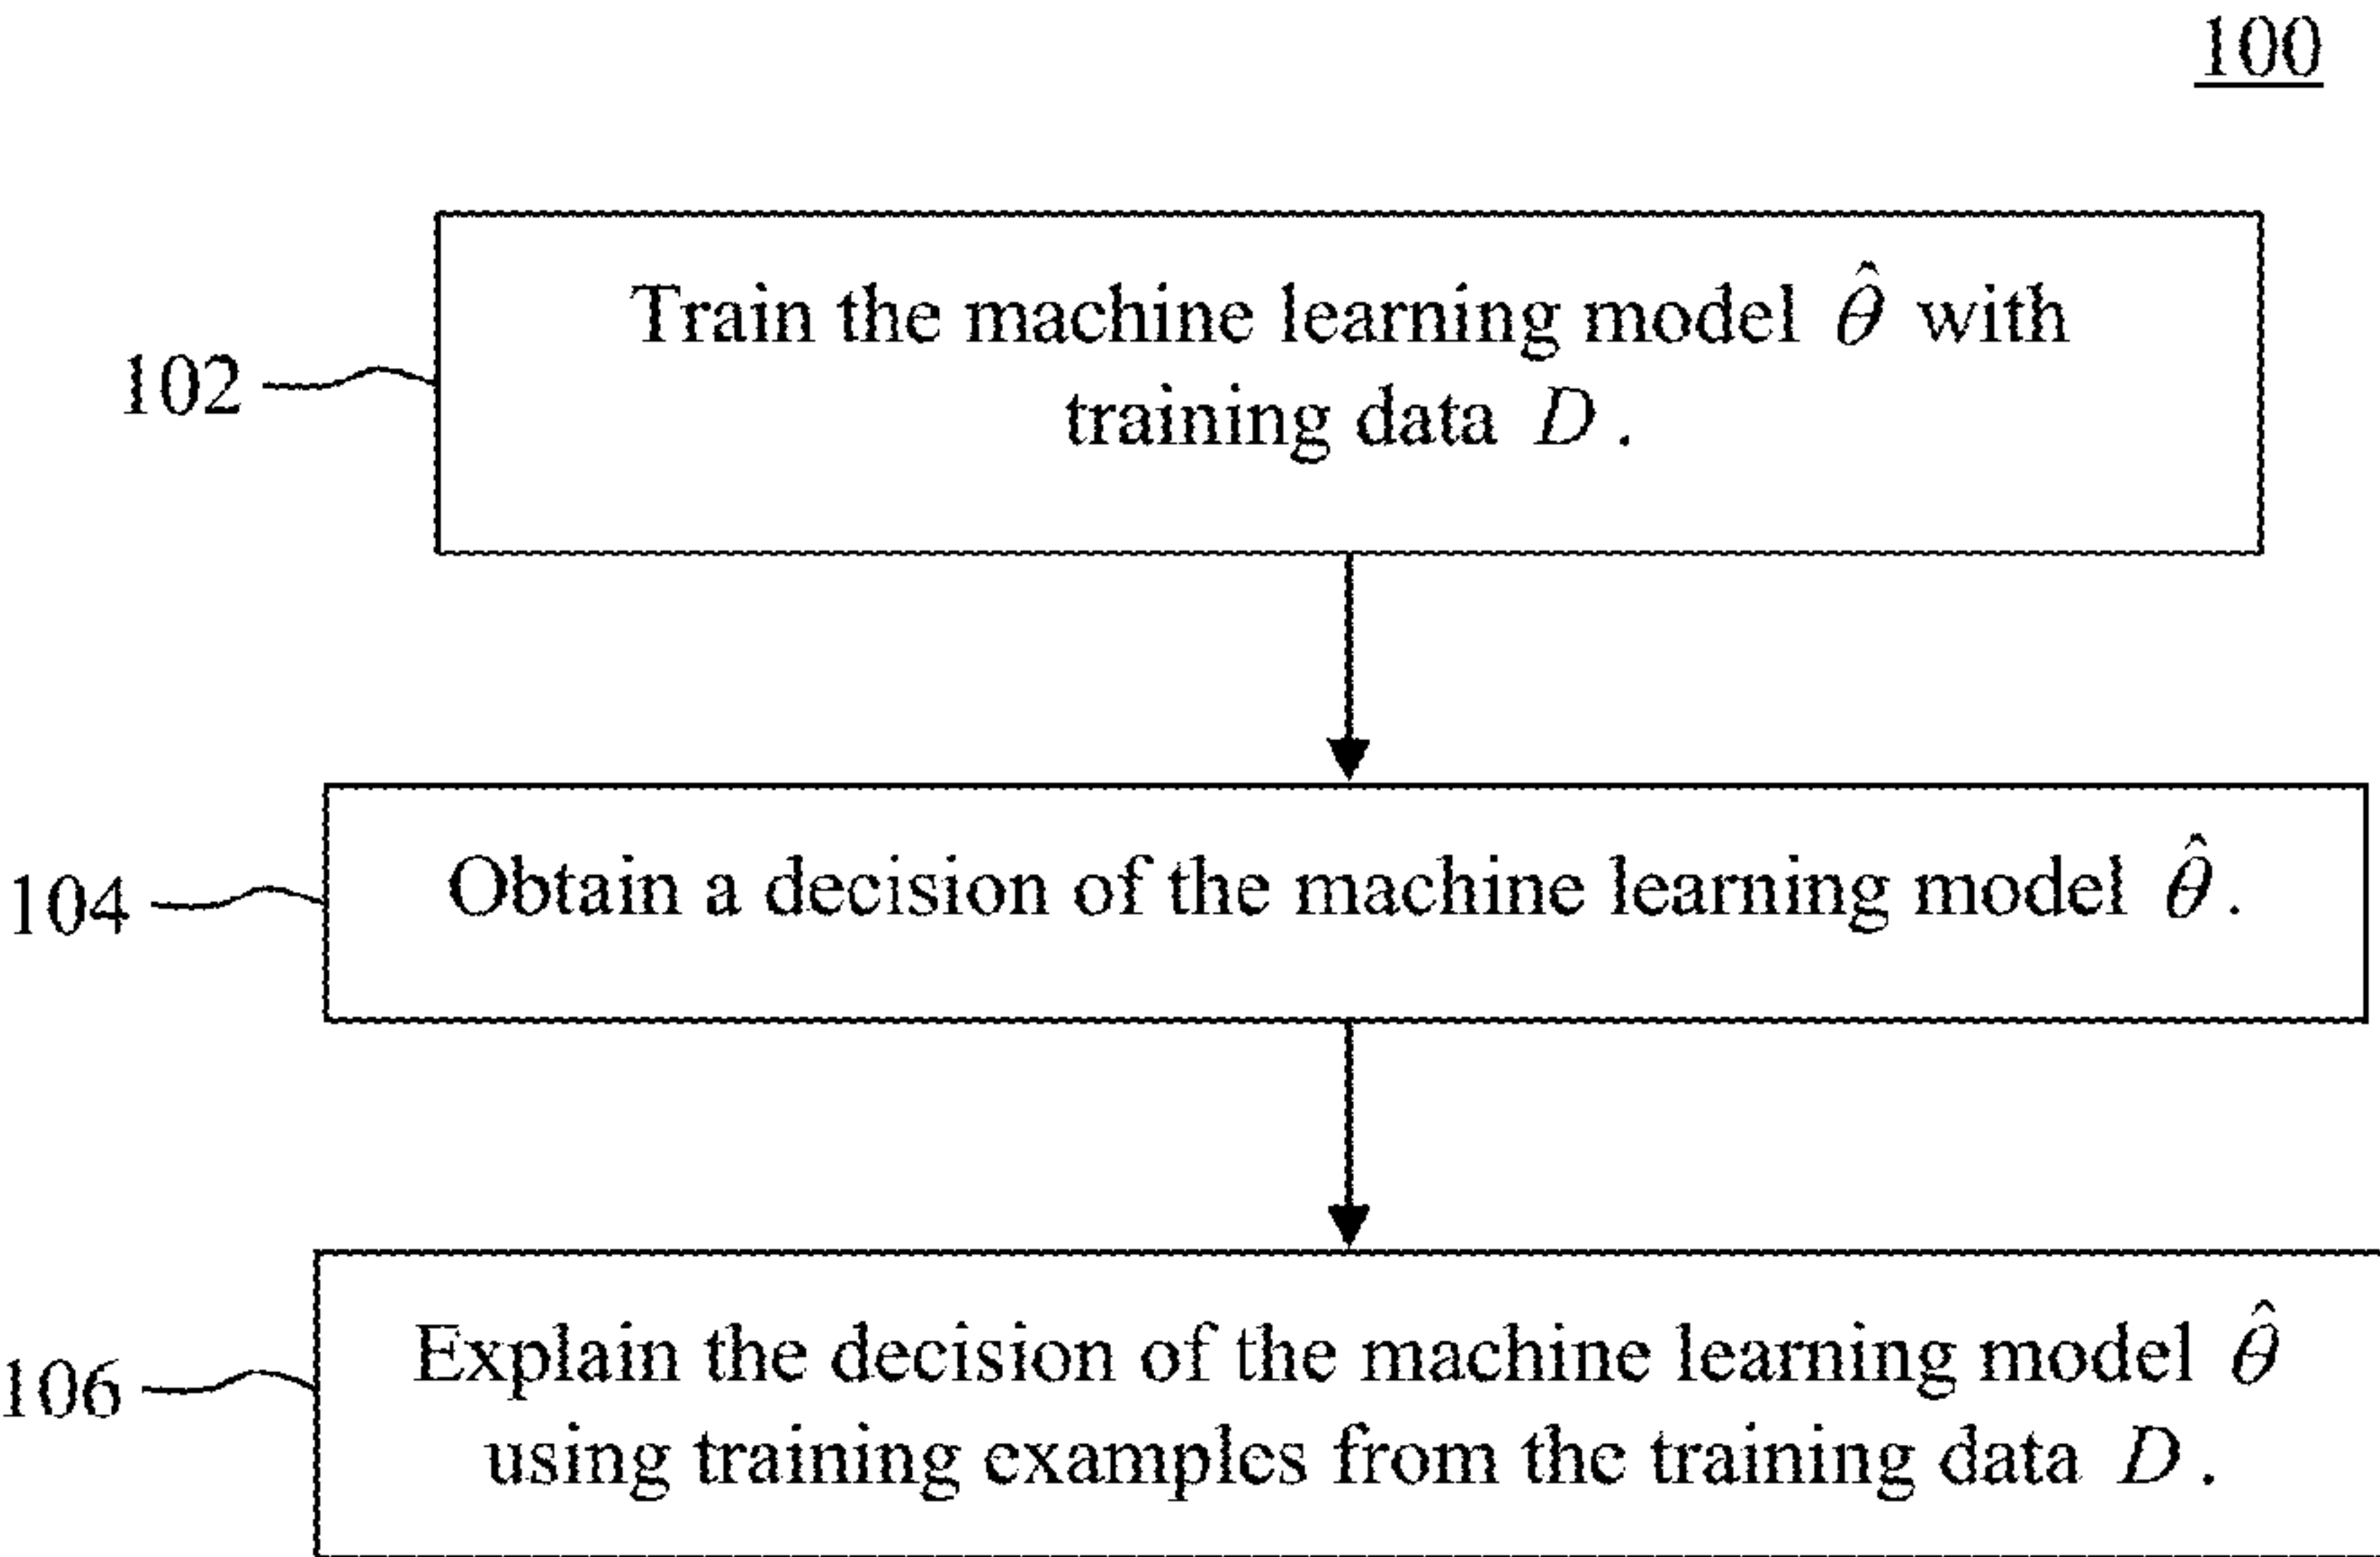 100
Train the machine learning model θ̂ with
102
training data D.
104
Obtain a decision of the machine learning model θ̂.
106
Explain the decision of the machine learning model θ̂
using training examples from the training data D.